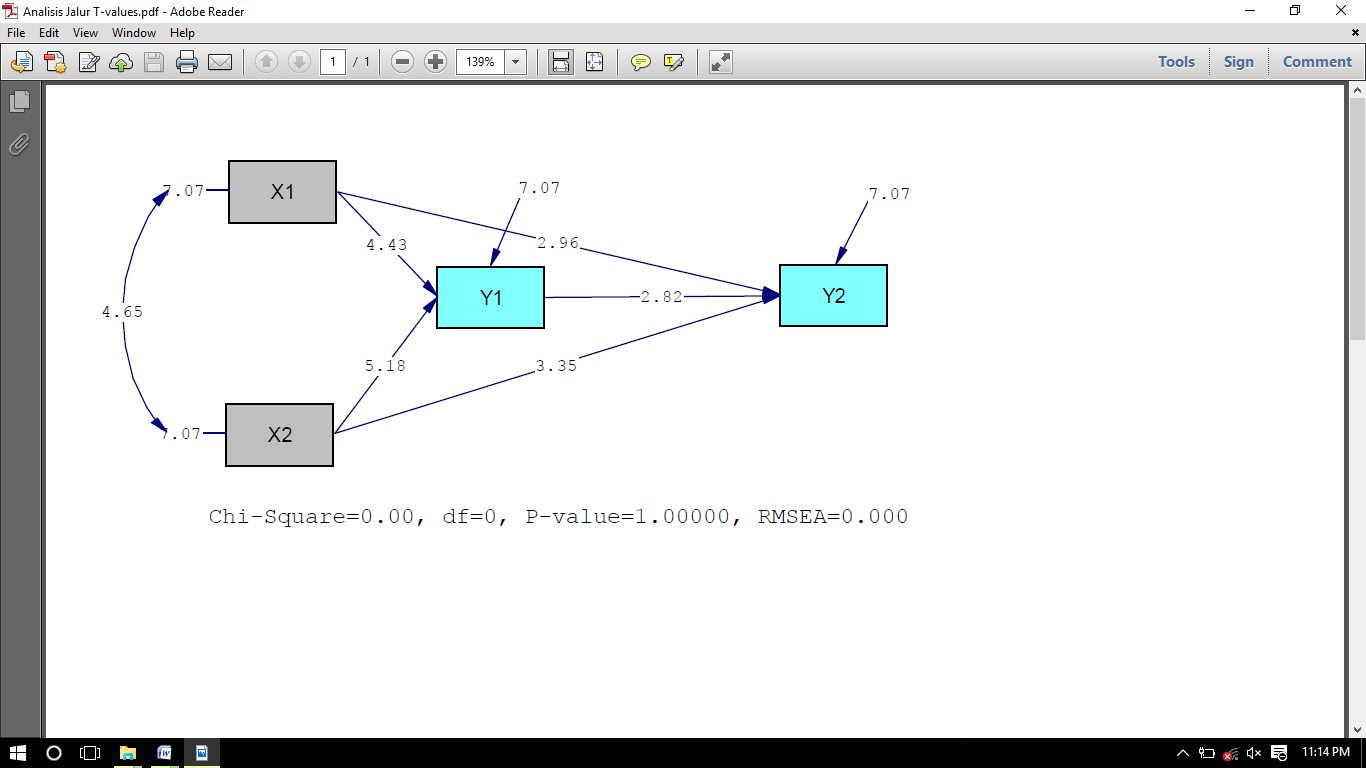 Analisis Jalur T-values.pdf - Adobe Reader
File Edit View Window Help
1 / 1 139% Tools Sign Comment
7.07 X1 7.07 7.07
4.43 2.96
Y1 2.82 Y2
4.65
5.18 3.35
7.07 X2
Chi-Square=0.00, df=0, P-value=1.00000, RMSEA=0.000
11:14 PM